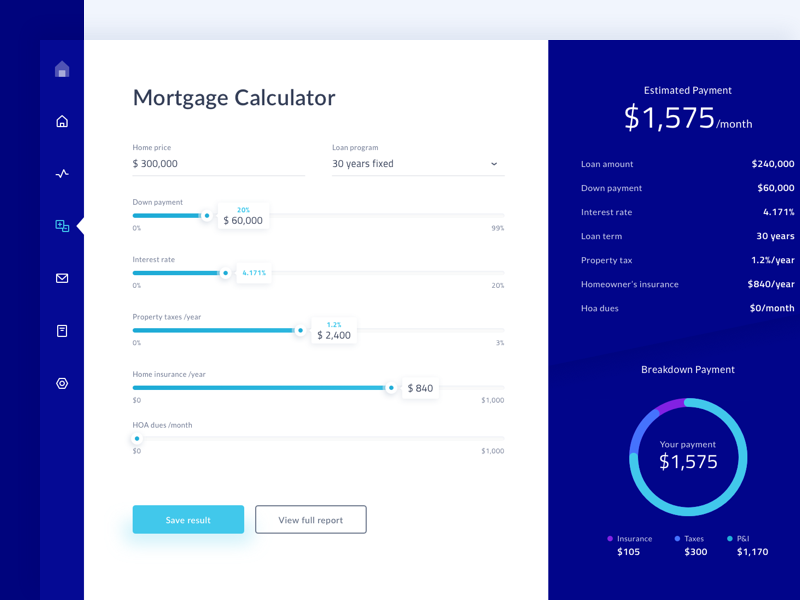 Mortgage Calculator
Home price
$ 300,000
Loan program
30 years fixed
Down payment
20%
$ 60,000
0%
99%
Interest rate
4.171%
0%
20%
Property taxes /year
1.2%
$ 2,400
0%
3%
Home insurance /year
$ 840
$0
$1,000
HOA dues /month
$0
$1,000
Save result
View full report
Estimated Payment
$1,575/month
Loan amount $240,000
Down payment $60,000
Interest rate 4.171%
Loan term 30 years
Property tax 1.2%/year
Homeowner's insurance $840/year
Hoa dues $0/month
Breakdown Payment
Your payment
$1,575
Insurance Taxes P&I
$105 $300 $1,170